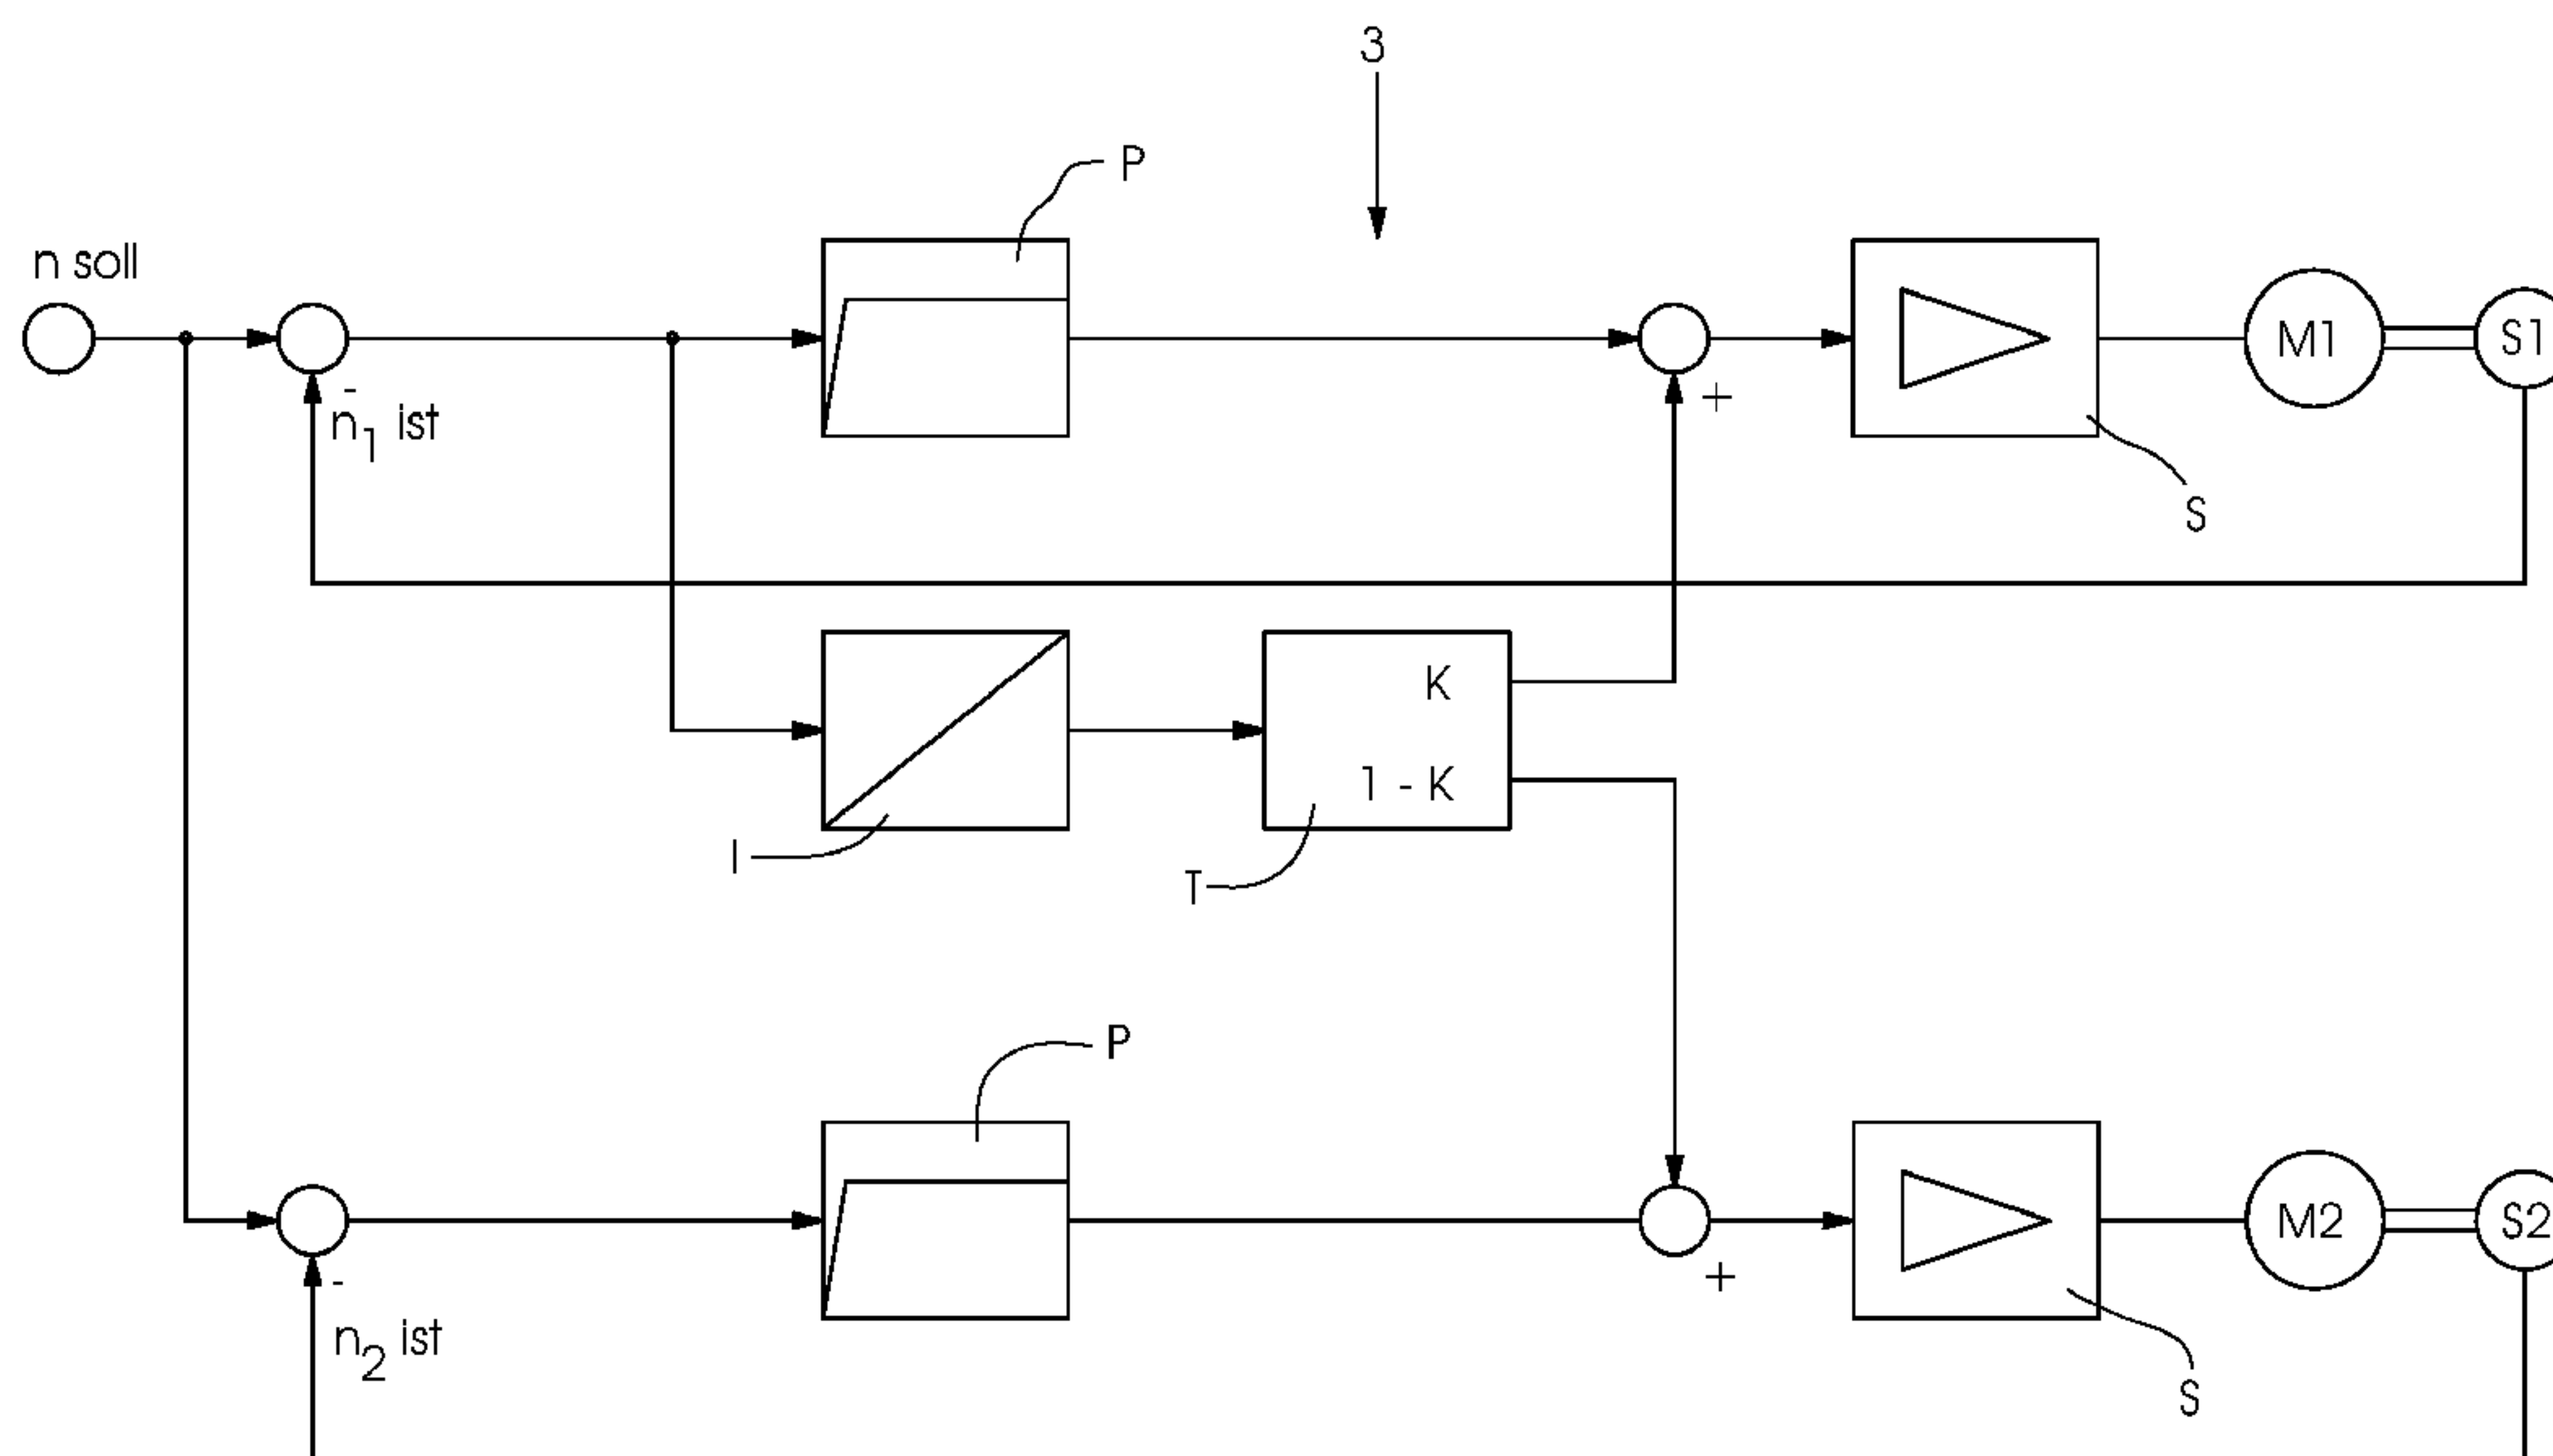 3
P
n soll
M1
S1
-
+
n₁ ist
S
K
1 - K
I
T
P
M2
S2
-
+
n₂ ist
S